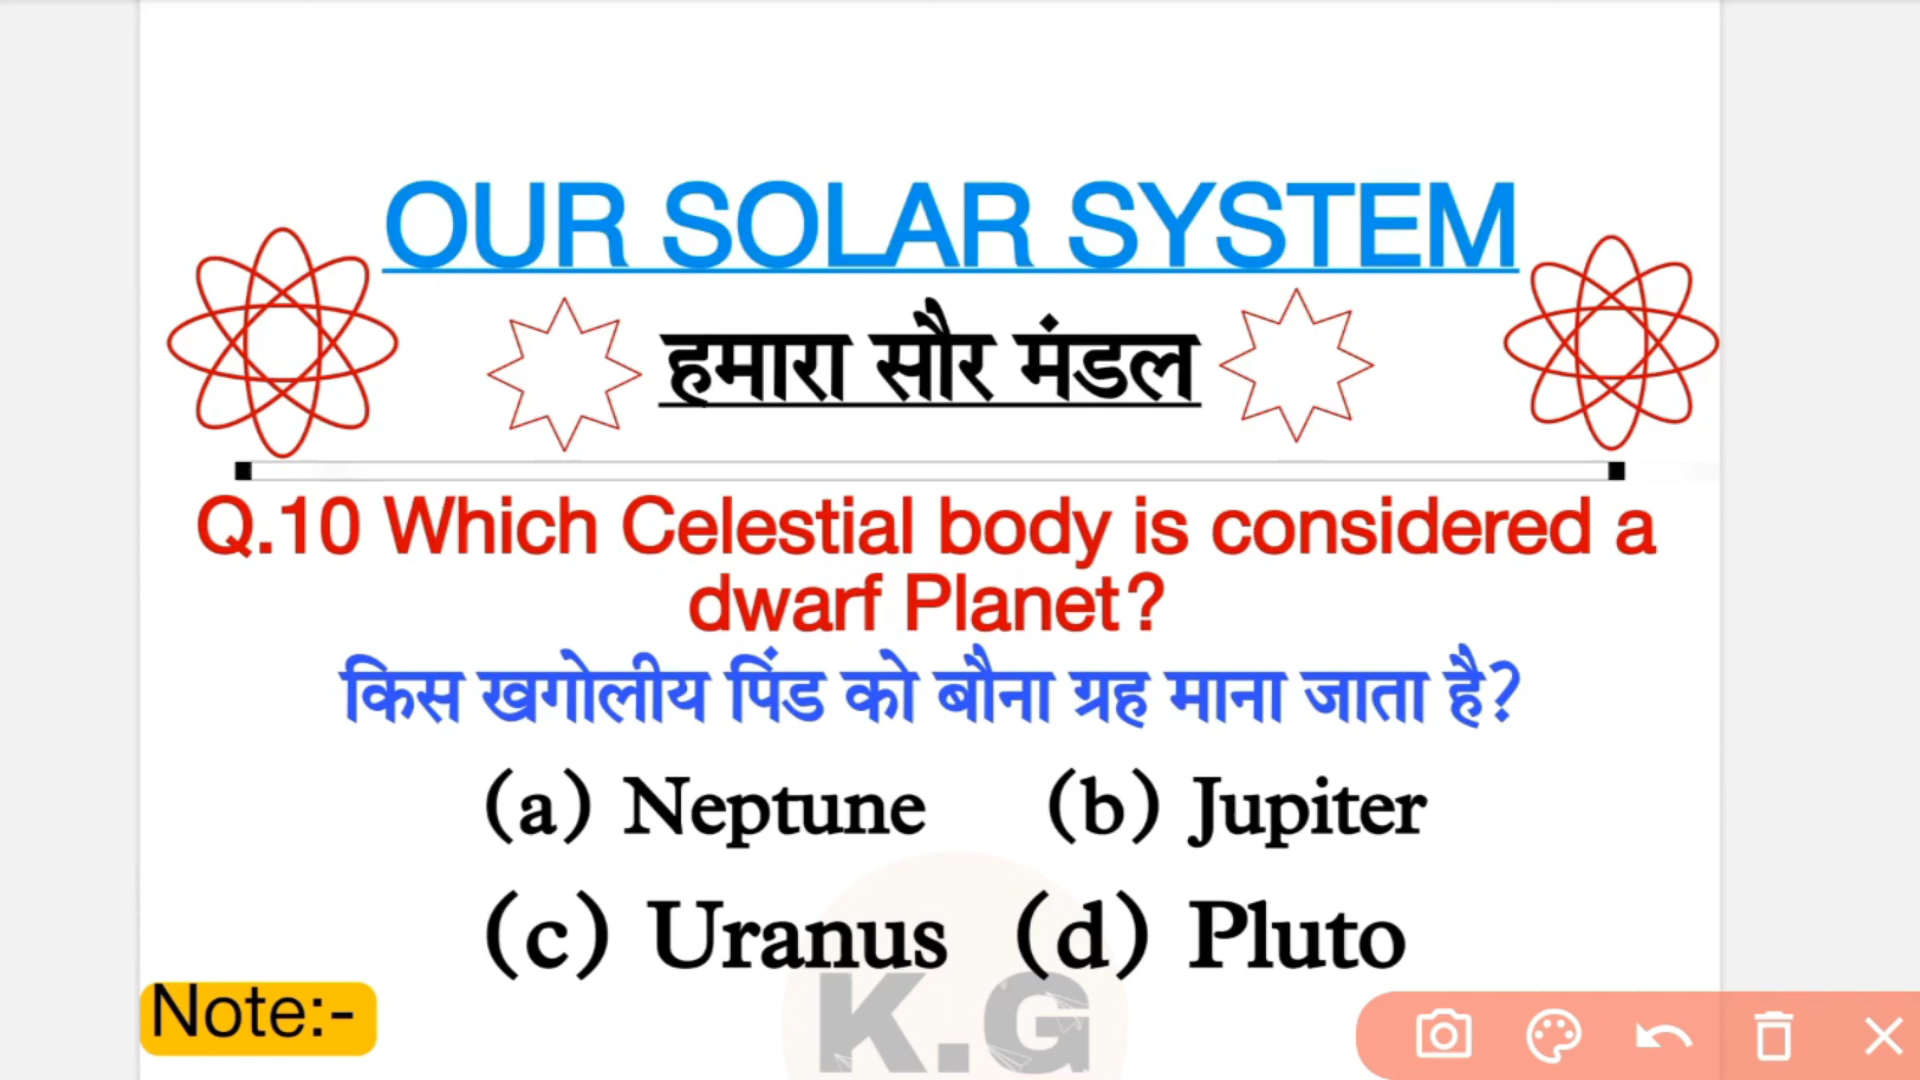 OUR SOLAR SYSTEM
हमारा सौर मंडल
Q.10 Which Celestial body is considered a
dwarf Planet?
किस खगोलीय पिंड को बौना ग्रह माना जाता है?
(a) Neptune (b) Jupiter
(c) Uranus (d) Pluto
Note:-
K.G